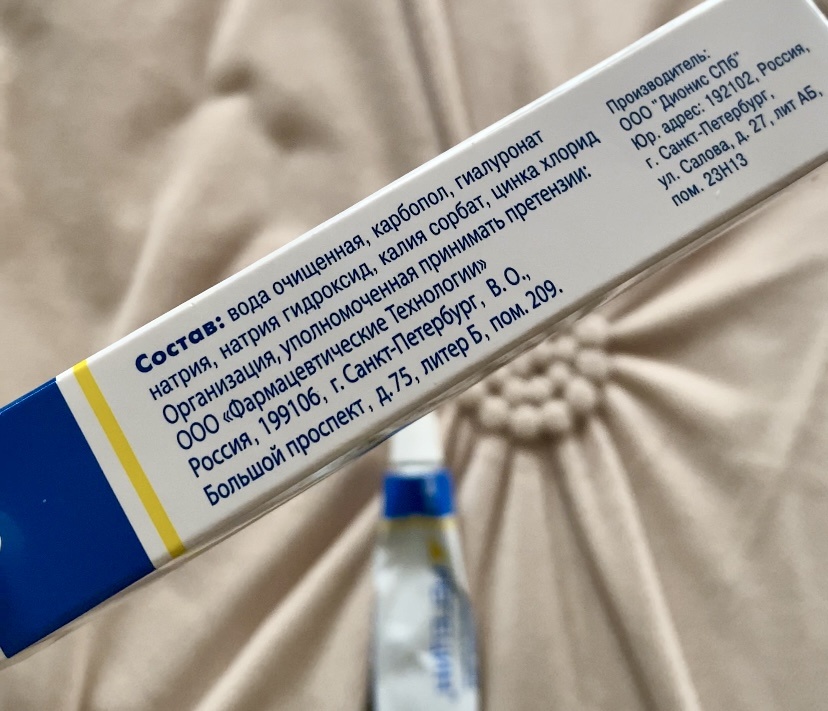 Состав: вода очищенная, карбопол, гиалуронат
натрия, натрия гидроксид, калия сорбат, цинка хлорид
Организация, уполномоченная принимать претензии:
ООО «Фармацевтические Технологии»
Россия, 199106, г. Санкт-Петербург, В.О.,
Большой проспект, д.75, литер Б, пом. 209.
Производитель:
ООО "Дионис СПб"
Юр. адрес: 192102, Россия,
г. Санкт-Петербург,
ул. Салова, д. 27, лит АБ,
пом. 23Н13